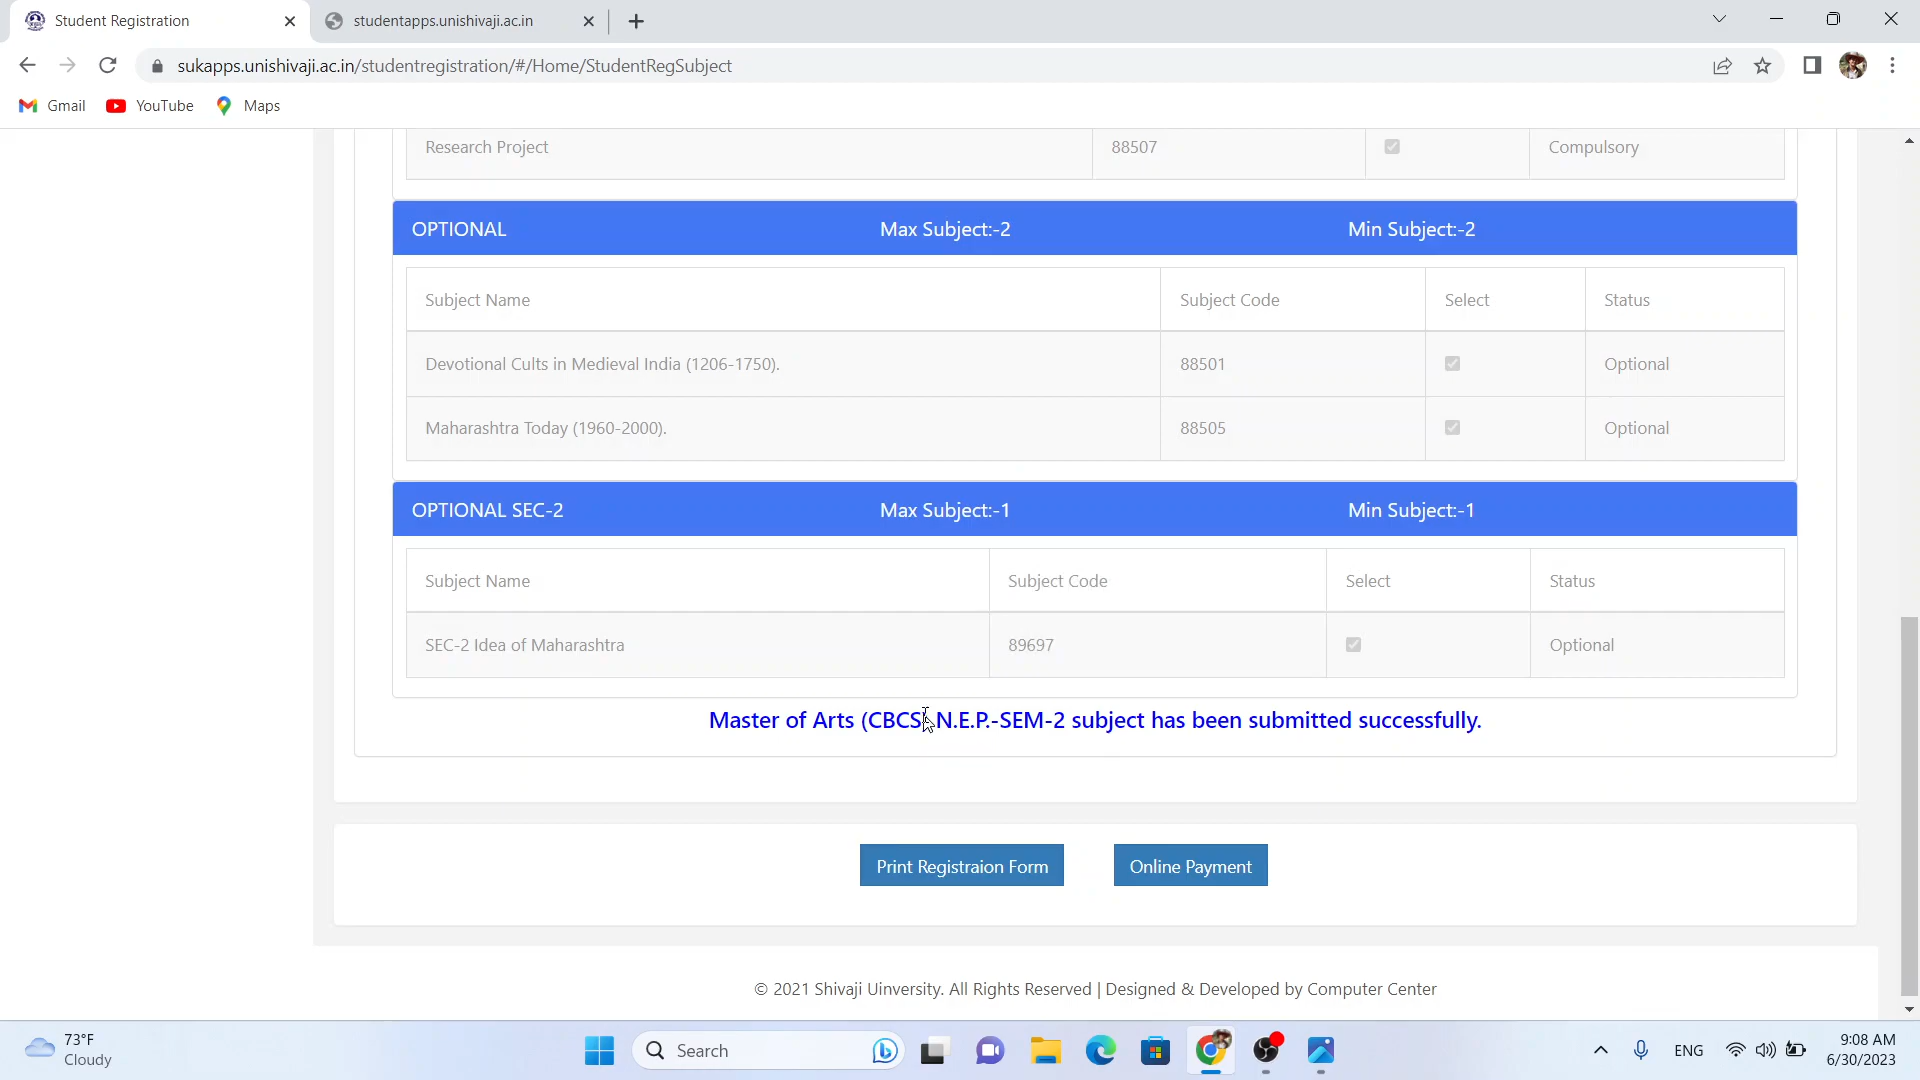 Student Registration
studentapps.unishivaji.ac.in
sukapps.unishivaji.ac.in/studentregistration/#/Home/StudentRegSubject
Gmail YouTube Maps
Research Project 88507 Compulsory
OPTIONAL Max Subject:-2 Min Subject:-2
Subject Name Subject Code Select Status
Devotional Cults in Medieval India (1206-1750). 88501 Optional
Maharashtra Today (1960-2000). 88505 Optional
OPTIONAL SEC-2 Max Subject:-1 Min Subject:-1
Subject Name Subject Code Select Status
SEC-2 Idea of Maharashtra 89697 Optional
Master of Arts (CBCS) N.E.P.-SEM-2 subject has been submitted successfully.
Print Registraion Form Online Payment
© 2021 Shivaji Uinversity. All Rights Reserved | Designed & Developed by Computer Center
73°F
Cloudy
Search
ENG
9:08 AM
6/30/2023